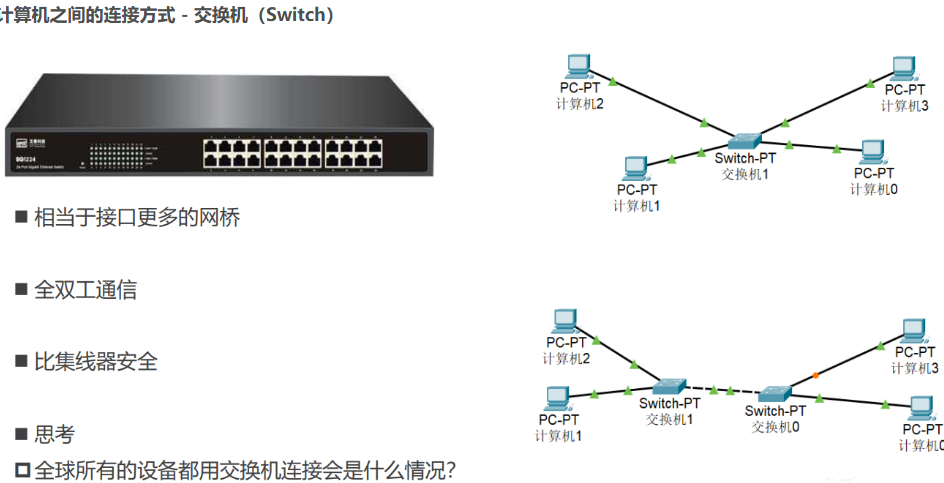 计算机之间的连接方式 - 交换机（Switch）
SG1224
相当于接口更多的网桥
全双工通信
比集线器安全
思考
全球所有的设备都用交换机连接会是什么情况？
PC-PT
计算机2
PC-PT
计算机3
Switch-PT
交换机1
PC-PT
计算机1
PC-PT
计算机0
PC-PT
计算机2
PC-PT
计算机3
PC-PT
计算机1
Switch-PT
交换机1
Switch-PT
交换机0
PC-PT
计算机0